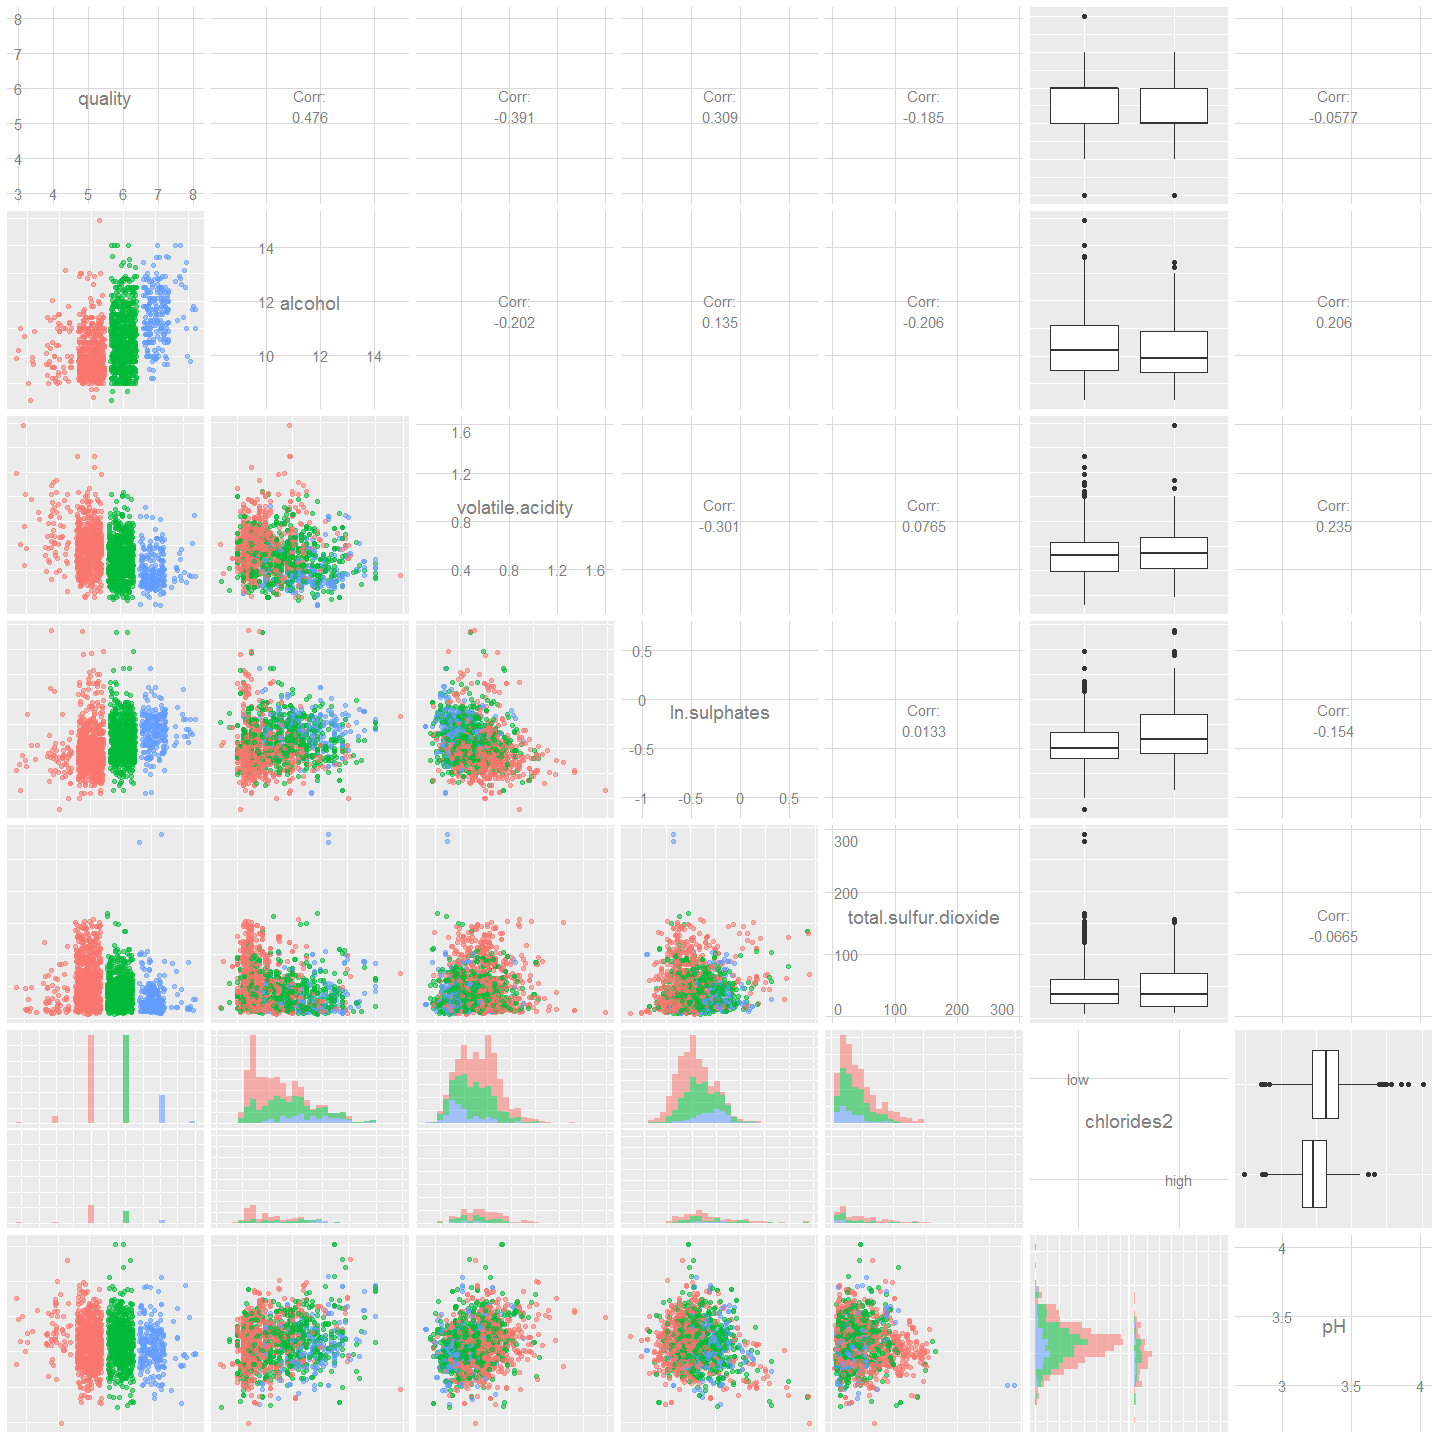 8
7
6
quality
5
4
3 4 5 6 7 8
Corr:
0.476
Corr:
-0.391
Corr:
0.309
Corr:
-0.185
Corr:
-0.0577
14
12 alcohol
10 12 14
Corr:
-0.202
Corr:
0.135
Corr:
-0.206
Corr:
0.206
1.6
1.2
volatile.acidity
0.8
0.4 0.8 1.2 1.6
Corr:
-0.301
Corr:
0.0765
Corr:
0.235
0.5
0
ln.sulphates
-0.5
-1 -0.5 0 0.5
Corr:
0.0133
Corr:
-0.154
300
200
total.sulfur.dioxide
100
0 100 200 300
Corr:
-0.0665
low
chlorides2
high
4
3.5
pH
3 3.5 4